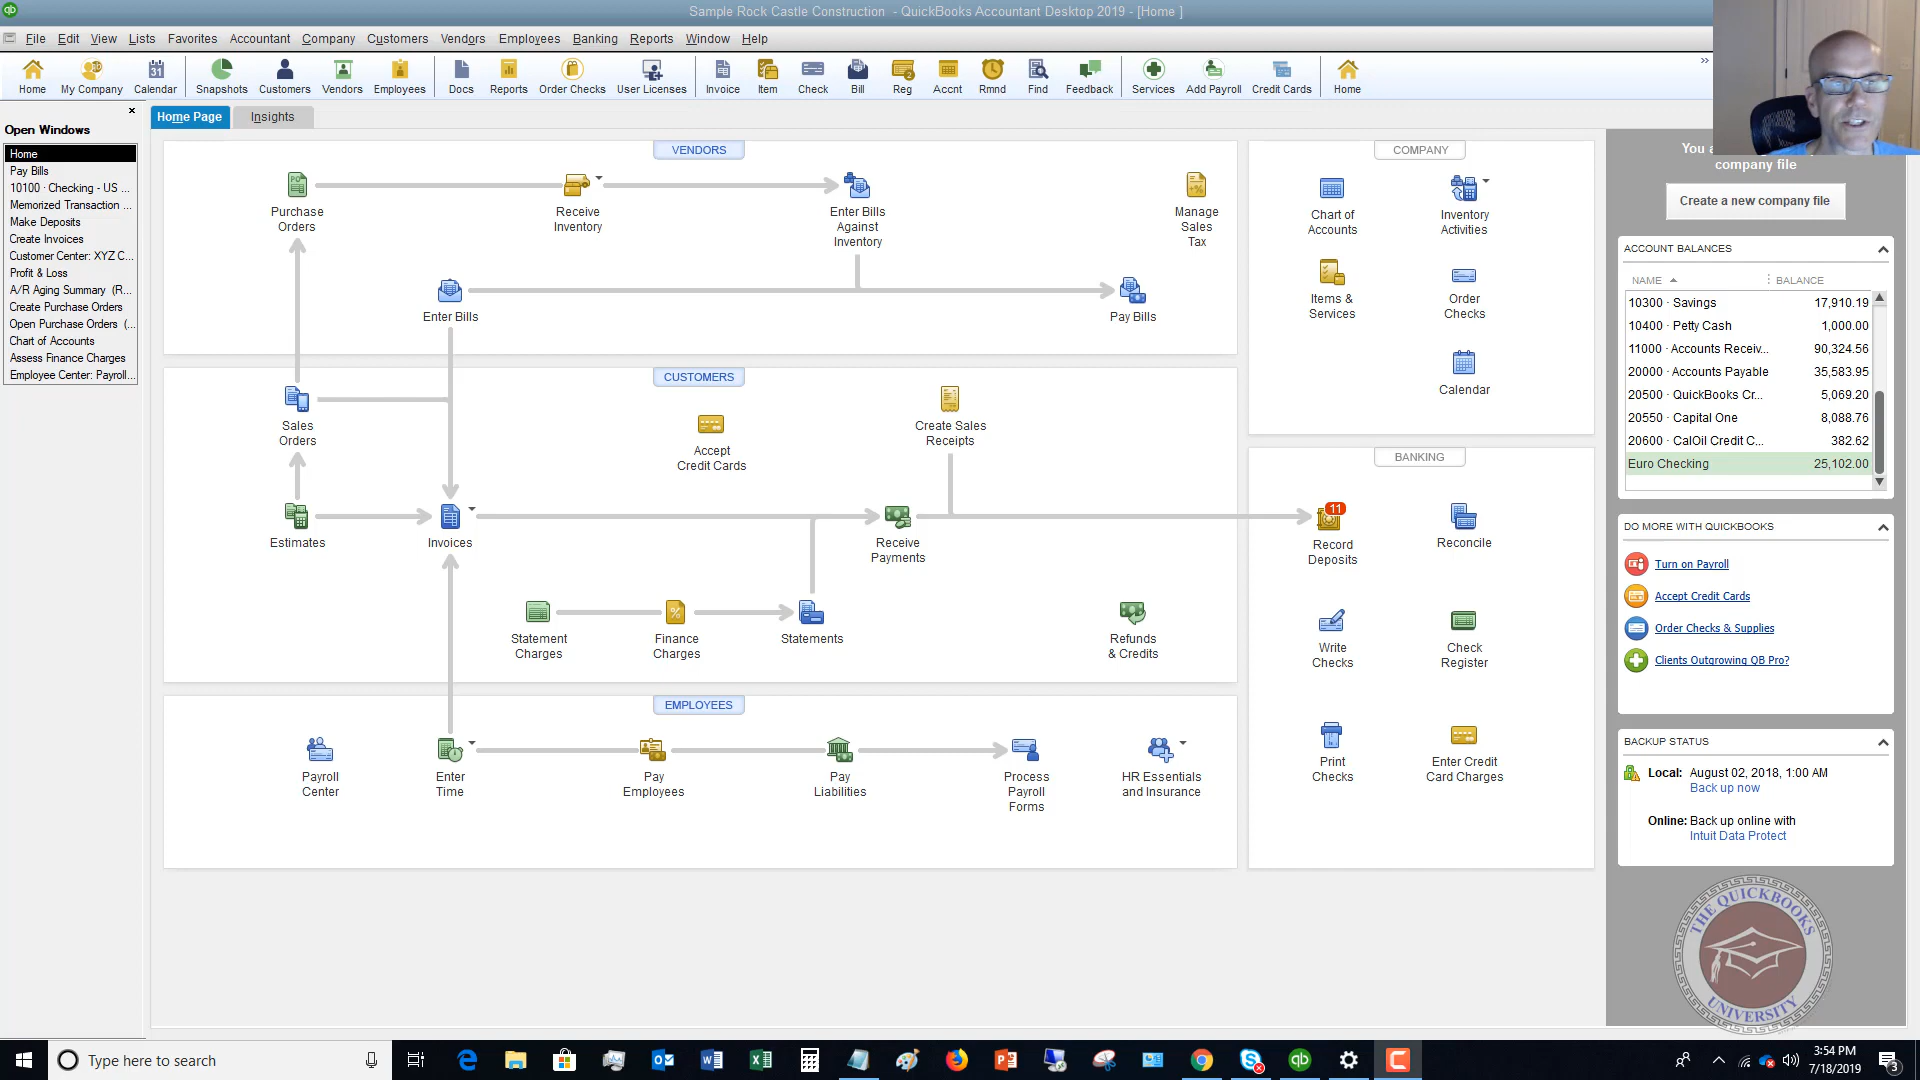 Sample Rock Castle Construction - QuickBooks Accountant Desktop 2019 - [Home ]
File Edit View Lists Favorites Accountant Company Customers Vendors Employees Banking Reports Window Help
Home My Company Calendar Snapshots Customers Vendors Employees Docs Reports Order Checks User Licenses Invoice Item Check Bill Reg Accnt Rmnd Find Feedback Services Add Payroll Credit Cards Home
Open Windows
Home
Pay Bills
10100 · Checking - US ...
Memorized Transaction ...
Make Deposits
Create Invoices
Customer Center: XYZ C...
Profit & Loss
A/R Aging Summary (R...
Create Purchase Orders
Open Purchase Orders (...
Chart of Accounts
Assess Finance Charges
Employee Center: Payroll...
Home Page Insights
VENDORS
Purchase
Orders
Receive
Inventory
Enter Bills
Against
Inventory
Manage
Sales
Tax
Enter Bills
Pay Bills
CUSTOMERS
Sales
Orders
Accept
Credit Cards
Create Sales
Receipts
Estimates
Invoices
Receive
Payments
Statement
Charges
Finance
Charges
Statements
Refunds
& Credits
EMPLOYEES
Payroll
Center
Enter
Time
Pay
Employees
Pay
Liabilities
Process
Payroll
Forms
HR Essentials
and Insurance
COMPANY
Chart of
Accounts
Inventory
Activities
Items &
Services
Order
Checks
Calendar
BANKING
11
Record
Deposits
Reconcile
Write
Checks
Check
Register
Print
Checks
Enter Credit
Card Charges
company file
Create a new company file
ACCOUNT BALANCES
NAME BALANCE
10300 · Savings 17,910.19
10400 · Petty Cash 1,000.00
11000 · Accounts Receiv... 90,324.56
20000 · Accounts Payable 35,583.95
20500 · QuickBooks Cr... 5,069.20
20550 · Capital One 8,088.76
20600 · CalOil Credit C... 382.62
Euro Checking 25,102.00
DO MORE WITH QUICKBOOKS
Turn on Payroll
Accept Credit Cards
Order Checks & Supplies
Clients Outgrowing QB Pro?
BACKUP STATUS
Local: August 02, 2018, 1:00 AM
Back up now
Online: Back up online with
Intuit Data Protect
THE QUICKBOOKS
UNIVERSITY
Type here to search
3:54 PM
7/18/2019
3